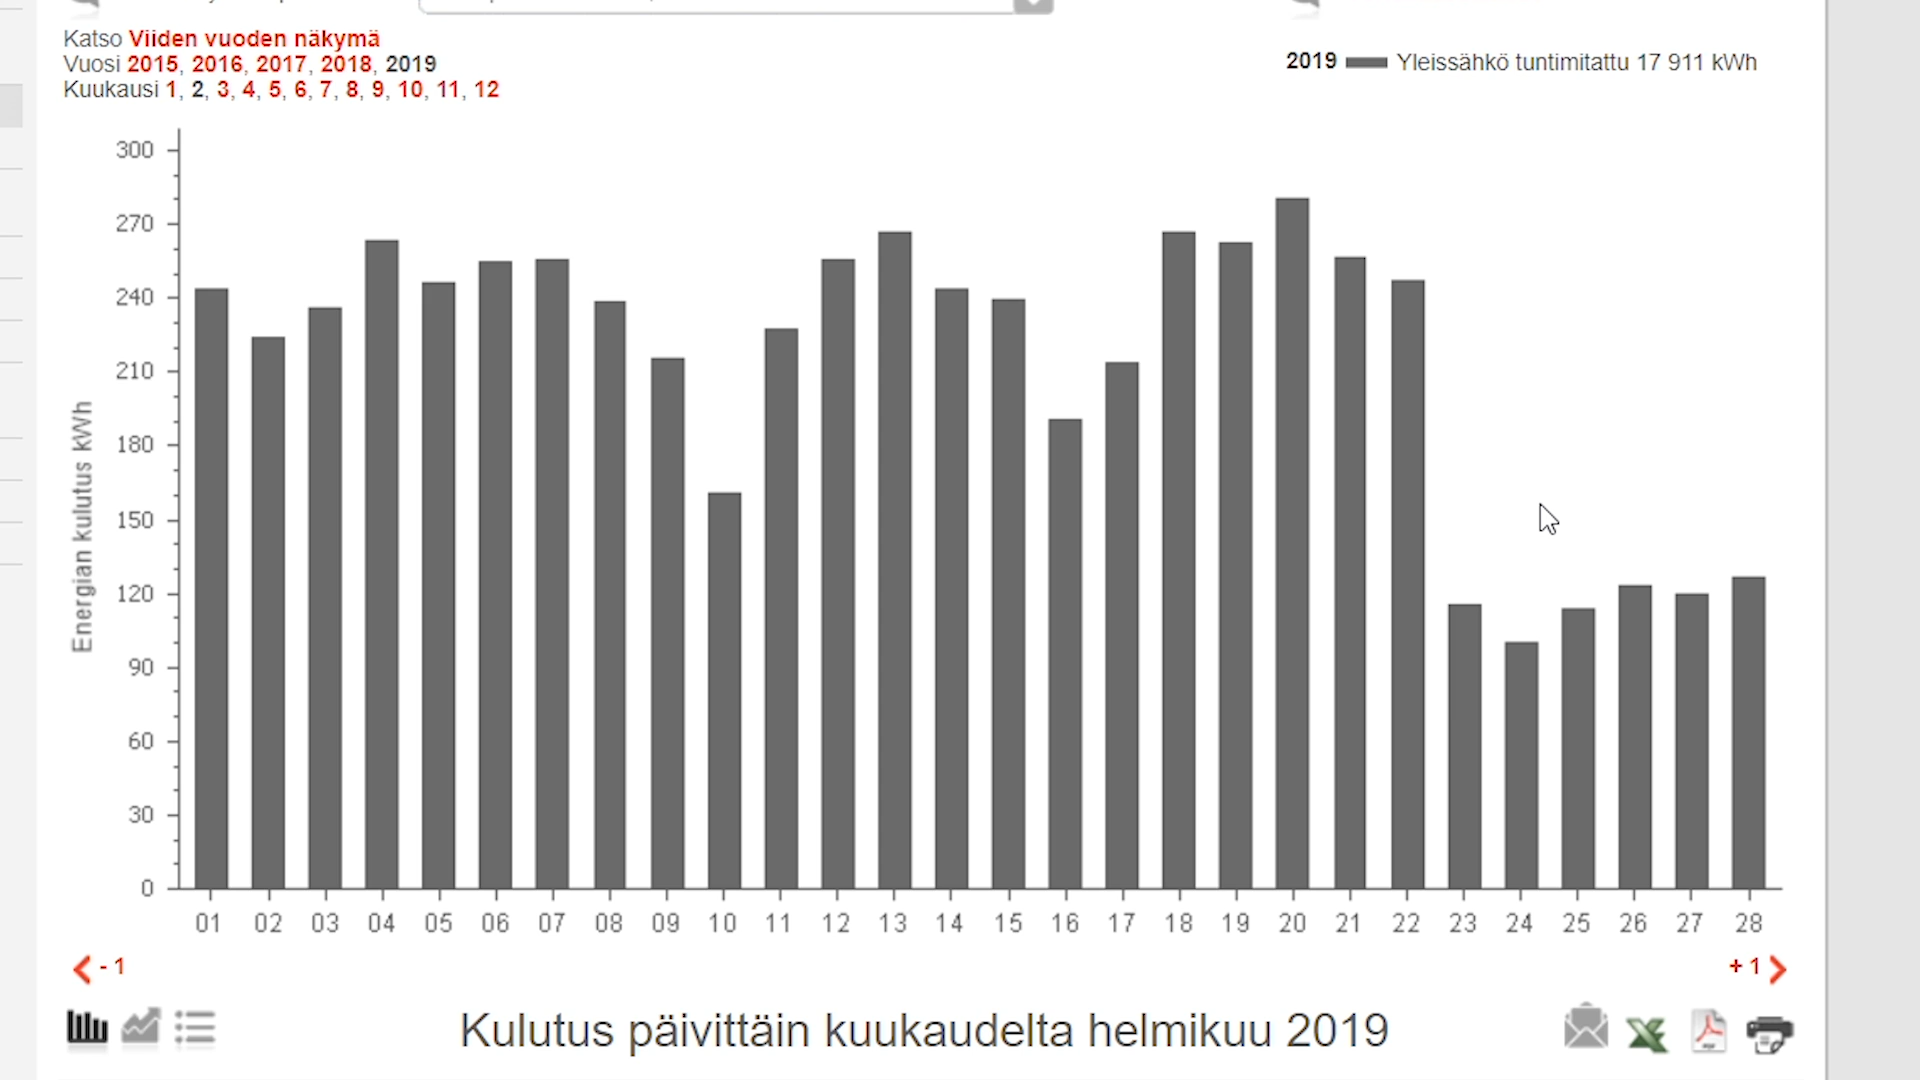 Katso Viiden vuoden näkymä
Vuosi 2015, 2016, 2017, 2018, 2019
Kuukausi 1, 2, 3, 4, 5, 6, 7, 8, 9, 10, 11, 12
2019 Yleissähkö tuntimitattu 17 911 kWh
Energian kulutus kWh
300
270
240
210
180
150
120
90
60
30
0
01 02 03 04 05 06 07 08 09 10 11 12 13 14 15 16 17 18 19 20 21 22 23 24 25 26 27 28
- 1
+ 1
Kulutus päivittäin kuukaudelta helmikuu 2019